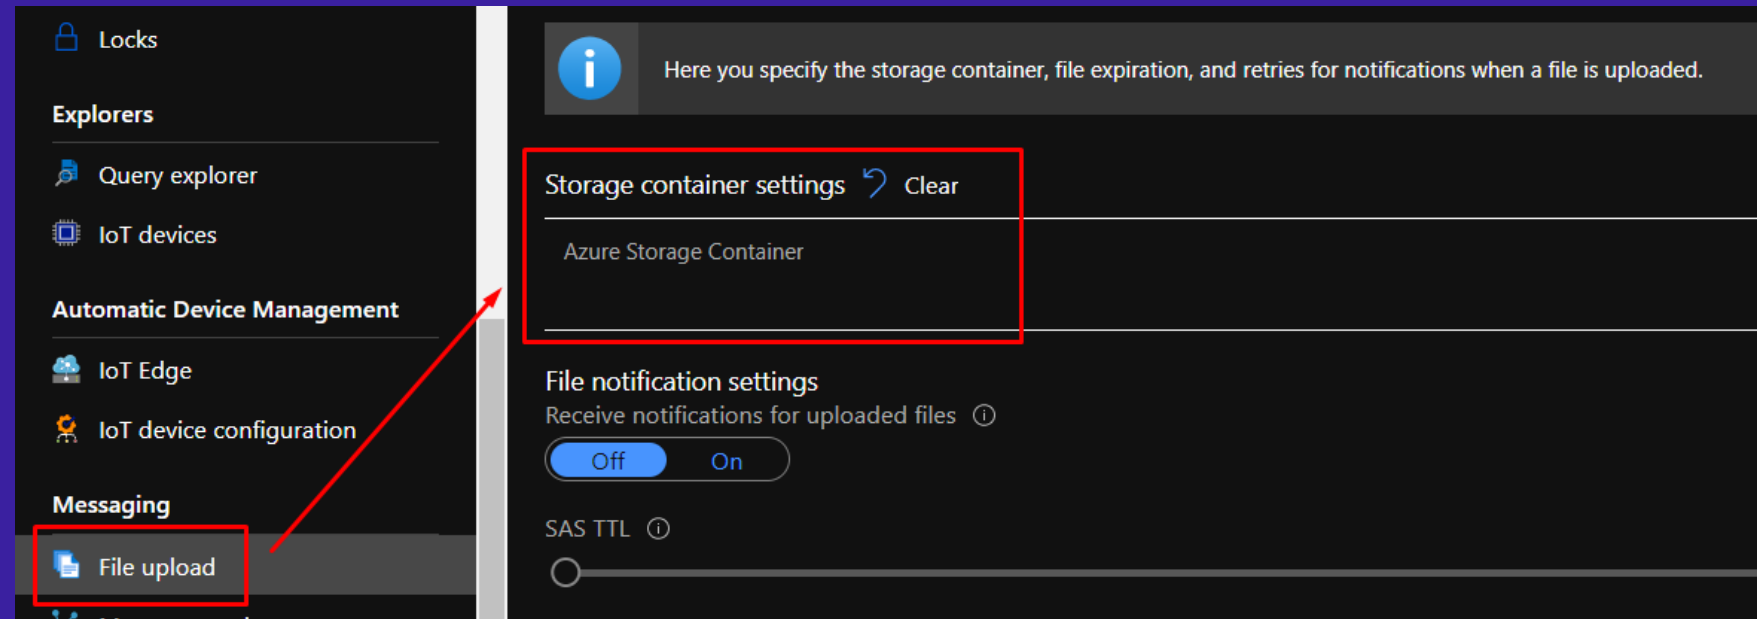 Locks
Explorers
Query explorer
IoT devices
Automatic Device Management
IoT Edge
IoT device configuration
Messaging
File upload
Here you specify the storage container, file expiration, and retries for notifications when a file is uploaded.
Storage container settings Clear
Azure Storage Container
File notification settings
Receive notifications for uploaded files
Off On
SAS TTL